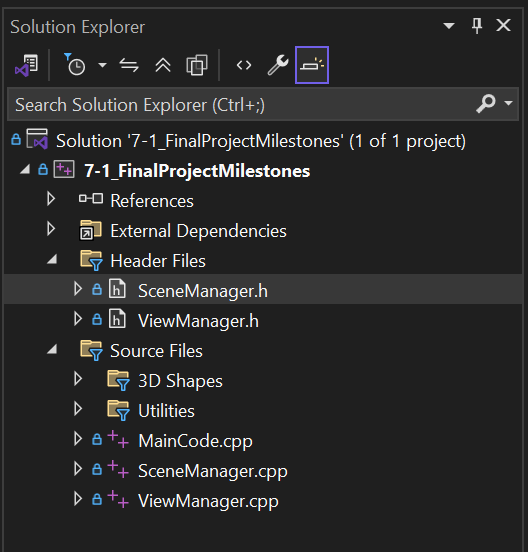 Solution Explorer
Search Solution Explorer (Ctrl+;)
Solution '7-1_FinalProjectMilestones' (1 of 1 project)
7-1_FinalProjectMilestones
References
External Dependencies
Header Files
SceneManager.h
ViewManager.h
Source Files
3D Shapes
Utilities
MainCode.cpp
SceneManager.cpp
ViewManager.cpp